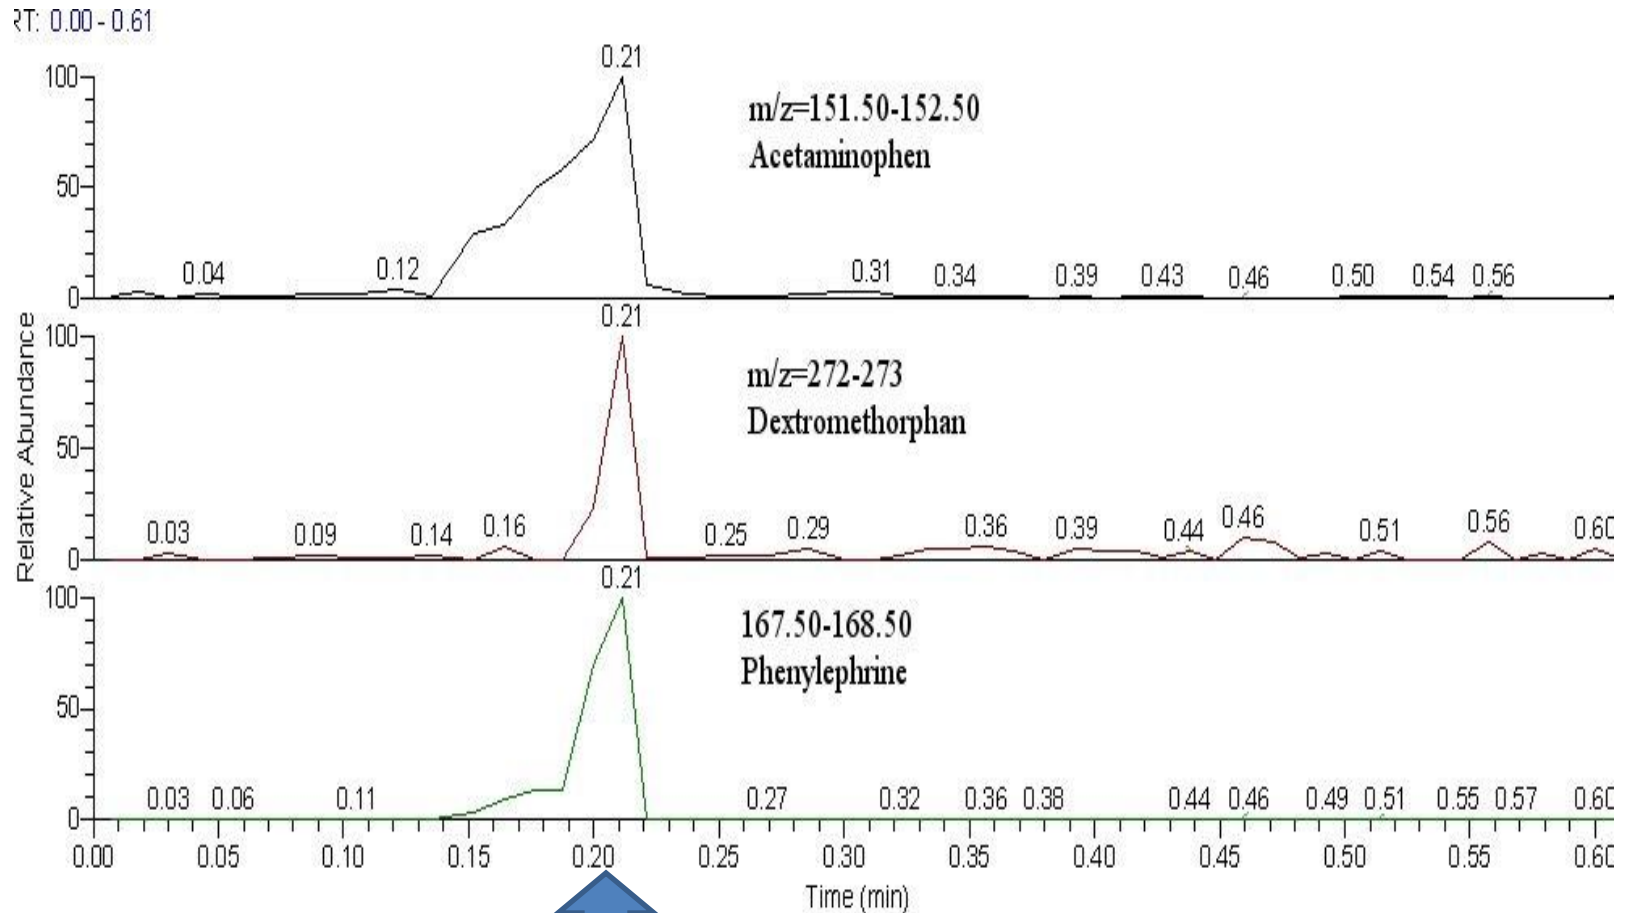 RT: 0.00 - 0.61
0.21
100
m/z=151.50-152.50
Acetaminophen
50
0.04 0.12 0.31 0.34 0.39 0.43 0.46 0.50 0.54 0.56
0
Relative Abundance
0.21
100
m/z=272-273
Dextromethorphan
50
0.03 0.09 0.14 0.16 0.25 0.29 0.36 0.39 0.44 0.46 0.51 0.56 0.60
0
0.21
100
167.50-168.50
Phenylephrine
50
0.03 0.06 0.11 0.27 0.32 0.36 0.38 0.44 0.46 0.49 0.51 0.55 0.57 0.60
0
0.00 0.05 0.10 0.15 0.20 0.25 0.30 0.35 0.40 0.45 0.50 0.55 0.60
Time (min)